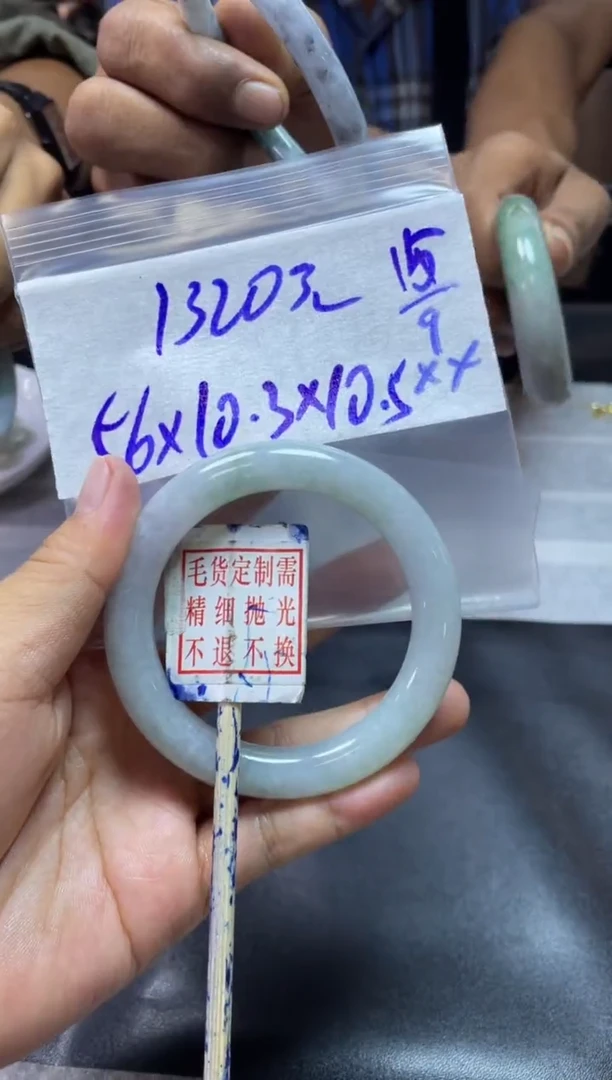 1320元
15
9
56×10.3×10.5××
毛货定制需
精细抛光
不退不换